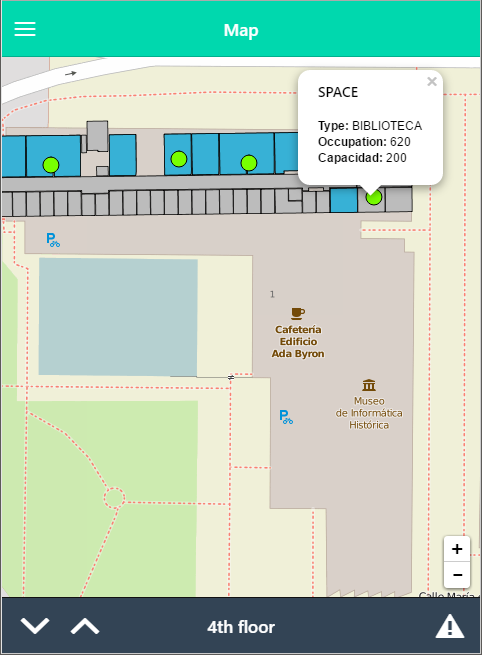 Map
SPACE
×
Type: BIBLIOTECA
Occupation: 620
Capacidad: 200
P
1
Cafetería
Edificio
Ada Byron
Museo
de Informática
Histórica
P
+
−
Calle María
4th floor